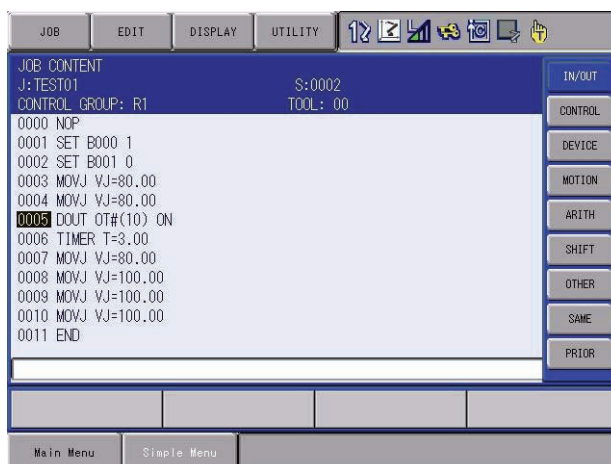 JOB EDIT DISPLAY UTILITY
JOB CONTENT
J:TEST01 S:0002
CONTROL GROUP: R1 TOOL: 00
0000 NOP
0001 SET B000 1
0002 SET B001 0
0003 MOVJ VJ=80.00
0004 MOVJ VJ=80.00
0005 DOUT OT#(10) ON
0006 TIMER T=3.00
0007 MOVJ VJ=80.00
0008 MOVJ VJ=100.00
0009 MOVJ VJ=100.00
0010 MOVJ VJ=100.00
0011 END
IN/OUT
CONTROL
DEVICE
MOTION
ARITH
SHIFT
OTHER
SAME
PRIOR
Main Menu Simple Menu